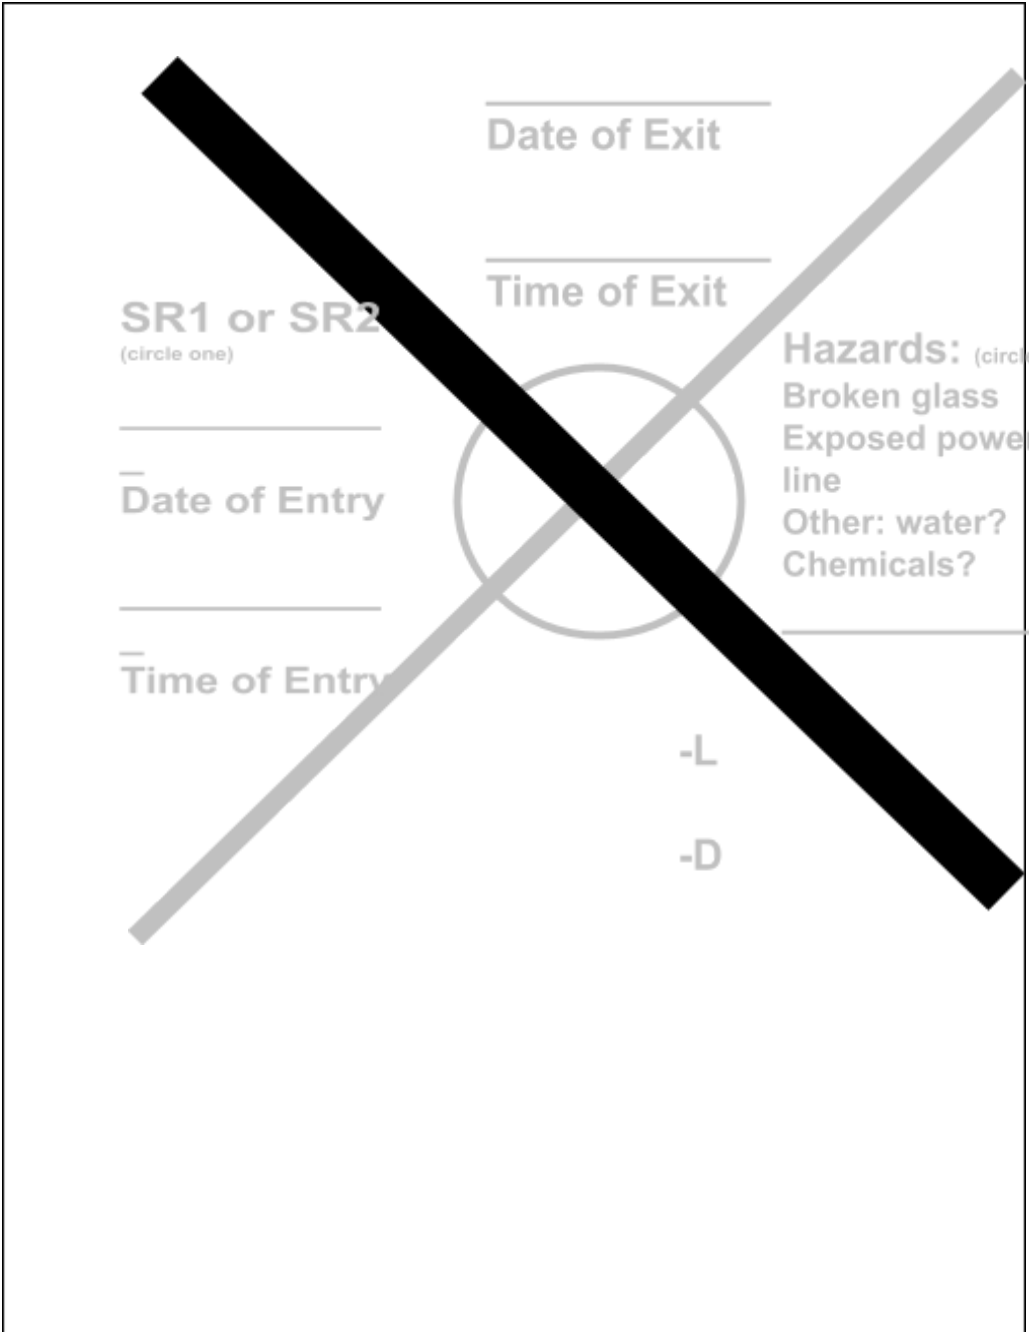 Date of Exit
Time of Exit
SR1 or SR2
(circle one)
Date of Entry
Time of Entry
Hazards:
Broken glass
Exposed
line
Other: water?
Chemicals?
-L
-D